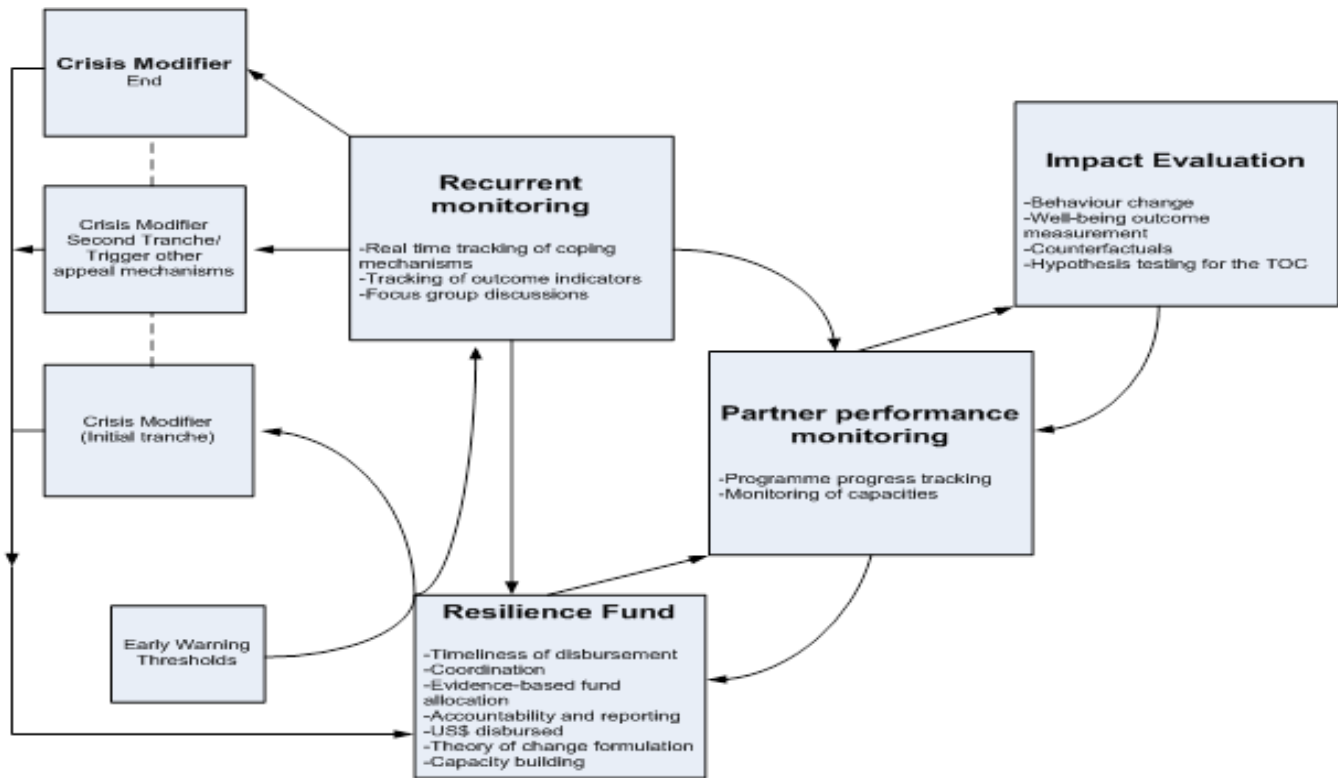 Crisis Modifier
End
Crisis Modifier
Second Tranche/
Trigger other
appeal mechanisms
Crisis Modifier
(Initial tranche)
Early Warning
Thresholds
Recurrent
monitoring
-Real time tracking of coping
mechanisms
-Tracking of outcome indicators
-Focus group discussions
Resilience Fund
-Timeliness of disbursement
-Coordination
-Evidence-based fund
allocation
-Accountability and reporting
-US$ disbursed
-Theory of change formulation
-Capacity building
Partner performance
monitoring
-Programme progress tracking
-Monitoring of capacities
Impact Evaluation
-Behaviour change
-Well-being outcome
measurement
-Counterfactuals
-Hypothesis testing for the TOC